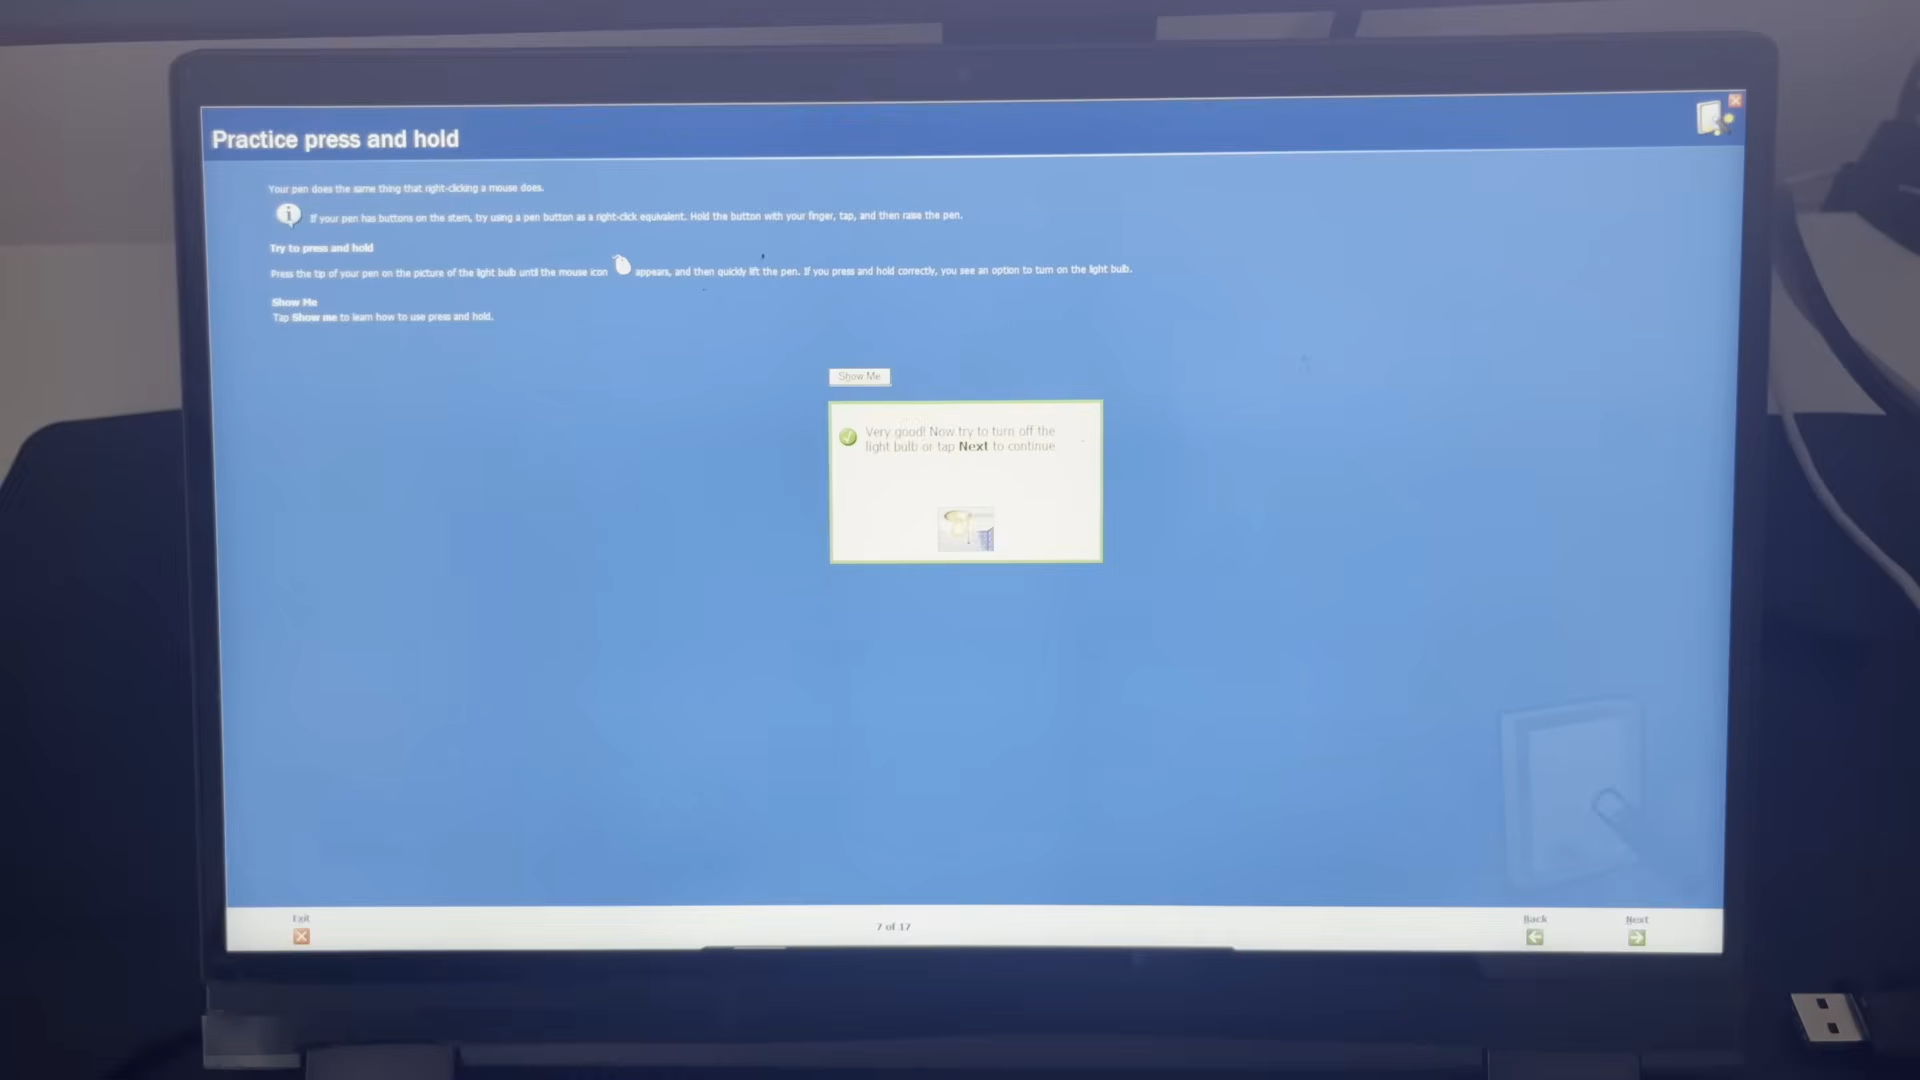 Practice press and hold
Your pen does the same thing that right-clicking a mouse does.
If your pen has buttons on the stem, try using a pen button as a right-click equivalent. Hold the button with your finger, tap, and then raise the pen.
Try to press and hold
Press the tip of your pen on the picture of the light bulb until the mouse icon appears, and then quickly lift the pen. If you press and hold correctly, you see an option to turn on the light bulb.
Show Me
Tap Show me to learn how to use press and hold.
Show Me
Very good! Now try to turn off the
light bulb or tap Next to continue
Exit
7 of 17
Back
Next